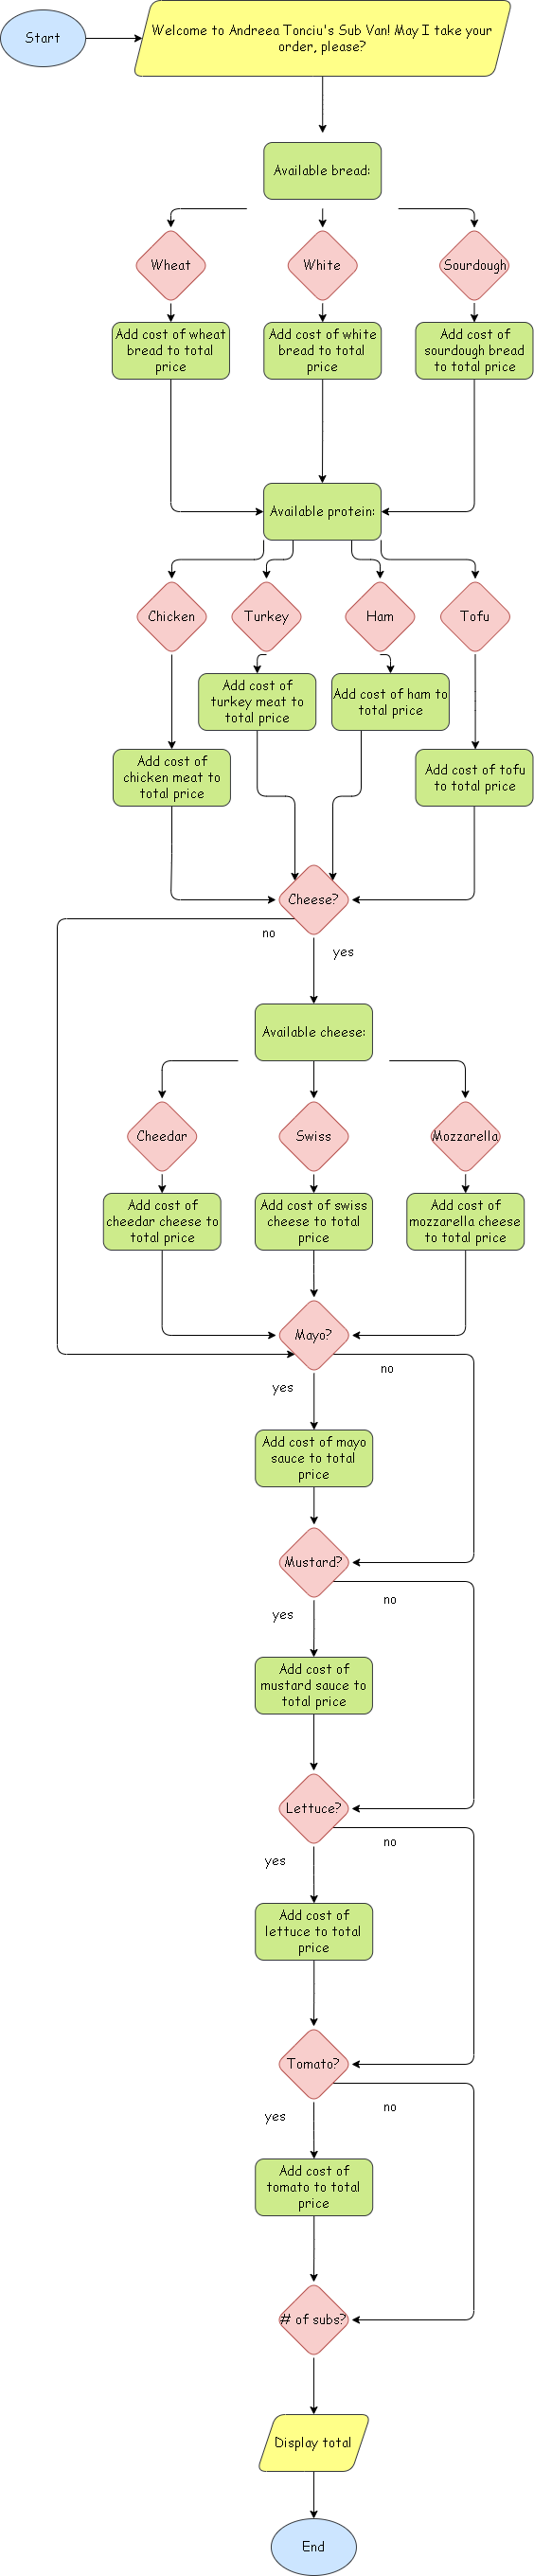 Start
Welcome to Andreea Tonciu's Sub Van! May I take your
order, please?
Available bread:
Wheat
White
Sourdough
Add cost of wheat
bread to total
price
Add cost of white
bread to total
price
Add cost of
sourdough bread
to total price
Available protein:
Chicken
Turkey
Ham
Tofu
Add cost of
turkey meat to
total price
Add cost of ham to
total price
Add cost of
chicken meat to
total price
Add cost of tofu
to total price
Cheese?
no
yes
Available cheese:
Cheedar
Swiss
Mozzarella
Add cost of
cheedar cheese to
total price
Add cost of swiss
cheese to total
price
Add cost of
mozzarella cheese
to total price
Mayo?
no
yes
Add cost of mayo
sauce to total
price
Mustard?
no
yes
Add cost of
mustard sauce to
total price
Lettuce?
no
yes
Add cost of
lettuce to total
price
Tomato?
no
yes
Add cost of
tomato to total
price
# of subs?
Display total
End